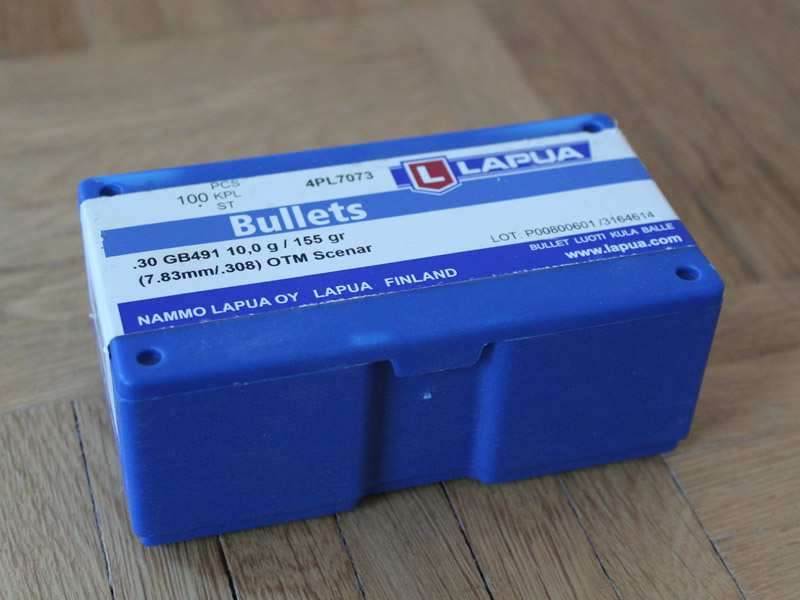 PCS
100 KPL
ST
4PL7073
L LAPUA
Bullets
.30 GB491 10,0 g / 155 gr
(7.83mm/.308) OTM Scenar
LOT: P00800601 /3164614
BULLET LUOTI KULA BALLE
www.lapua.com
NAMMO LAPUA OY LAPUA FINLAND